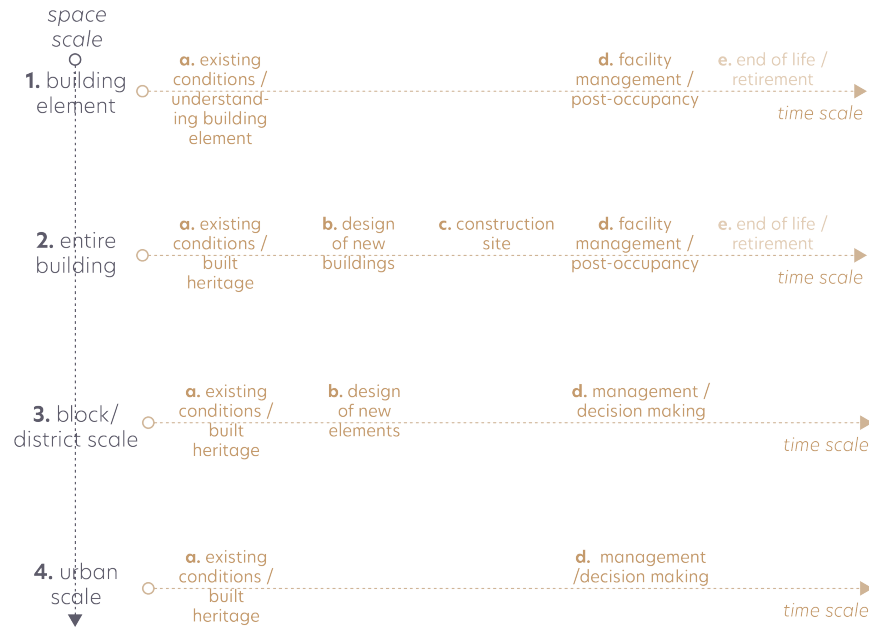 space
scale
1. building
element
a. existing
conditions /
understand-
ing building
element
d. facility
management /
post-occupancy
e. end of life /
retirement
time scale
2. entire
building
a. existing
conditions /
built
heritage
b. design
of new
buildings
c. construction
site
d. facility
management /
post-occupancy
e. end of life /
retirement
time scale
3. block/
district scale
a. existing
conditions /
built
heritage
b. design
of new
elements
d. management /
decision making
time scale
4. urban
scale
a. existing
conditions /
built
heritage
d. management
/decision making
time scale